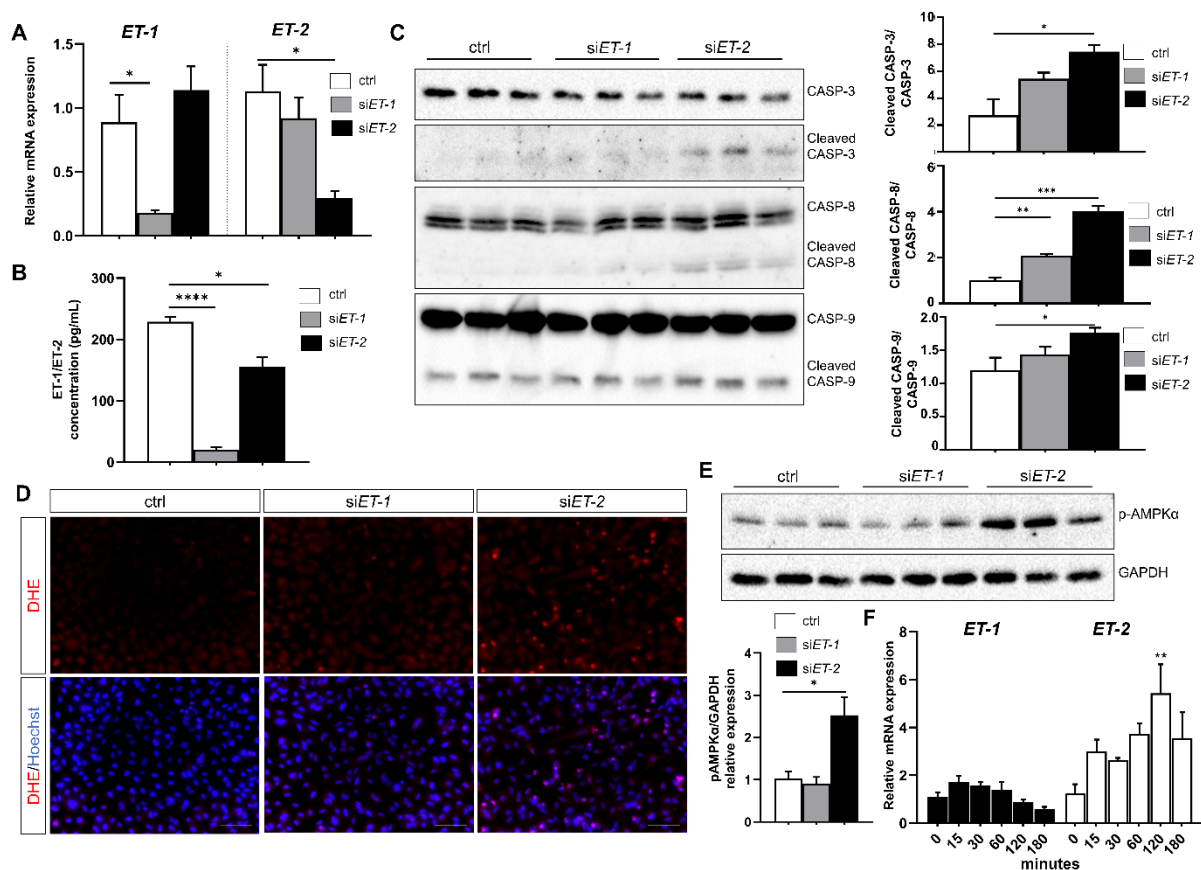 A
ET-1
ET-2
Relative mRNA expression
1.5
1.0
0.5
0.0
*
*
ctrl
siET-1
siET-2
B
ET-1/ET-2
concentration (pg/mL)
300
200
100
0
*
****
ctrl
siET-1
siET-2
C
ctrl
siET-1
siET-2
CASP-3
Cleaved
CASP-3
CASP-8
Cleaved
CASP-8
CASP-9
Cleaved
CASP-9
Cleaved CASP-3/
CASP-3
8
6
4
2
*
ctrl
siET-1
siET-2
Cleaved CASP-8/
CASP-8
4
2
0
***
**
ctrl
siET-1
siET-2
Cleaved CASP-9/
CASP-9
2.0
1.5
1.0
0
*
ctrl
siET-1
siET-2
D
ctrl
siET-1
siET-2
DHE
DHE/Hoechst
E
ctrl
siET-1
siET-2
p-AMPKα
GAPDH
ctrl
siET-1
siET-2
pAMPKα/GAPDH
relative expression
4
3
2
1
0
*
F
ET-1
ET-2
Relative mRNA expression
8
6
4
2
0
**
0 15 30 60 120 180 0 15 30 60 120 180
minutes